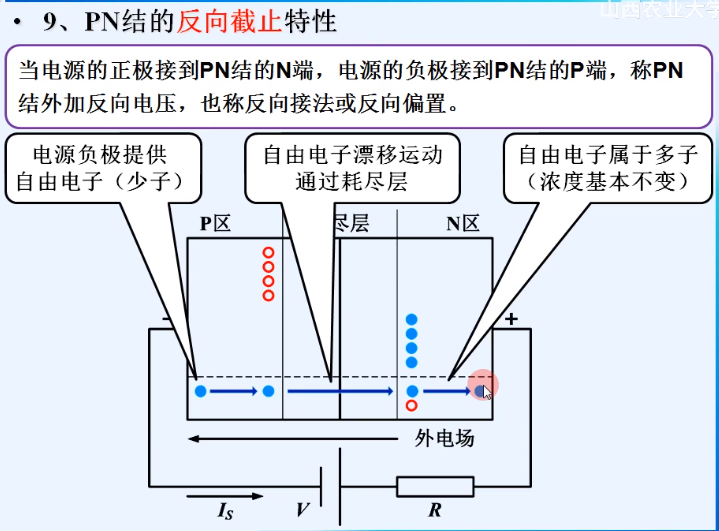 山西农业大学
• 9、PN结的反向截止特性
当电源的正极接到PN结的N端，电源的负极接到PN结的P端，称PN
结外加反向电压，也称反向接法或反向偏置。
电源负极提供
自由电子（少子）
自由电子漂移运动
通过耗尽层
自由电子属于多子
（浓度基本不变）
P区
尽层
N区
−
+
外电场
IS
V
R